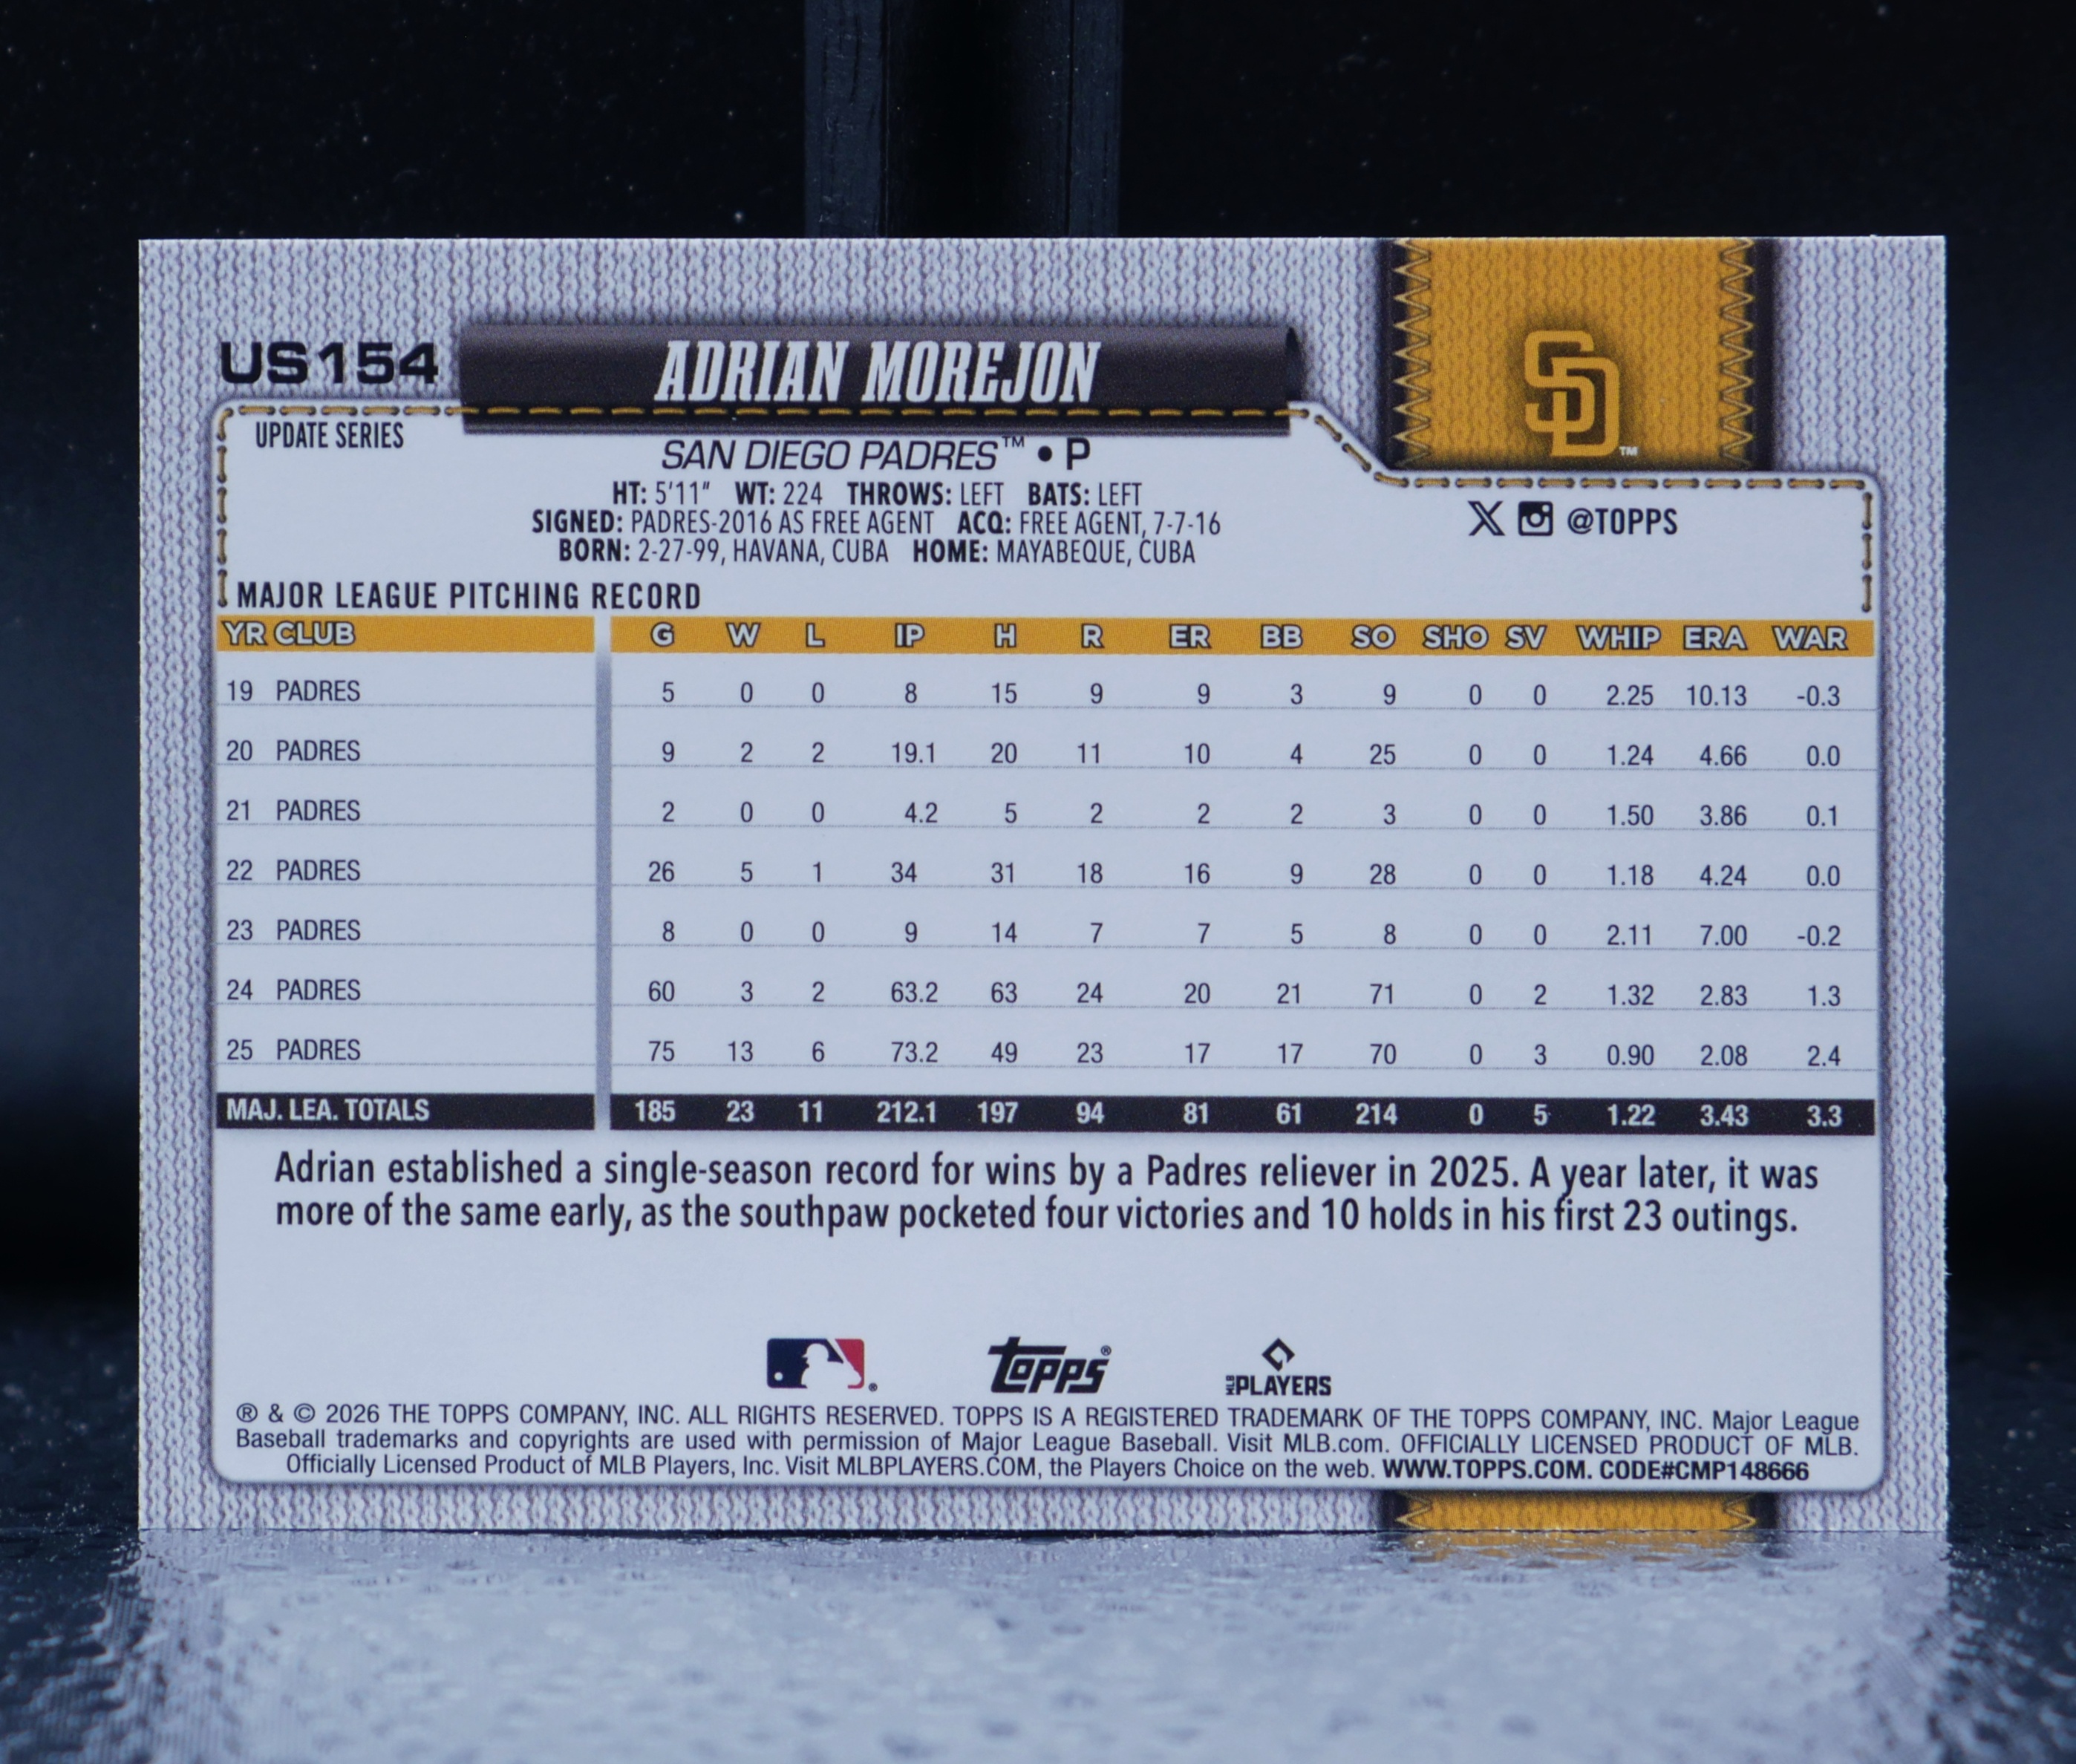 US154
ADRIAN MOREJON
SD™
UPDATE SERIES
SAN DIEGO PADRES™ • P
HT: 5'11" WT: 224 THROWS: LEFT BATS: LEFT
SIGNED: PADRES-2016 AS FREE AGENT ACQ: FREE AGENT, 7-7-16
BORN: 2-27-99, HAVANA, CUBA HOME: MAYABEQUE, CUBA
X @TOPPS
MAJOR LEAGUE PITCHING RECORD
YR CLUB G W L IP H R ER BB SO SHO SV WHIP ERA WAR
19 PADRES 5 0 0 8 15 9 9 3 9 0 0 2.25 10.13 -0.3
20 PADRES 9 2 2 19.1 20 11 10 4 25 0 0 1.24 4.66 0.0
21 PADRES 2 0 0 4.2 5 2 2 2 3 0 0 1.50 3.86 0.1
22 PADRES 26 5 1 34 31 18 16 9 28 0 0 1.18 4.24 0.0
23 PADRES 8 0 0 9 14 7 7 5 8 0 0 2.11 7.00 -0.2
24 PADRES 60 3 2 63.2 63 24 20 21 71 0 2 1.32 2.83 1.3
25 PADRES 75 13 6 73.2 49 23 17 17 70 0 3 0.90 2.08 2.4
MAJ. LEA. TOTALS 185 23 11 212.1 197 94 81 61 214 0 5 1.22 3.43 3.3
Adrian established a single-season record for wins by a Padres reliever in 2025. A year later, it was
more of the same early, as the southpaw pocketed four victories and 10 holds in his first 23 outings.
® topps® MLB PLAYERS
® & © 2026 THE TOPPS COMPANY, INC. ALL RIGHTS RESERVED. TOPPS IS A REGISTERED TRADEMARK OF THE TOPPS COMPANY, INC. Major League
Baseball trademarks and copyrights are used with permission of Major League Baseball. Visit MLB.com. OFFICIALLY LICENSED PRODUCT OF MLB.
Officially Licensed Product of MLB Players, Inc. Visit MLBPLAYERS.COM, the Players Choice on the web. WWW.TOPPS.COM. CODE#CMP148666